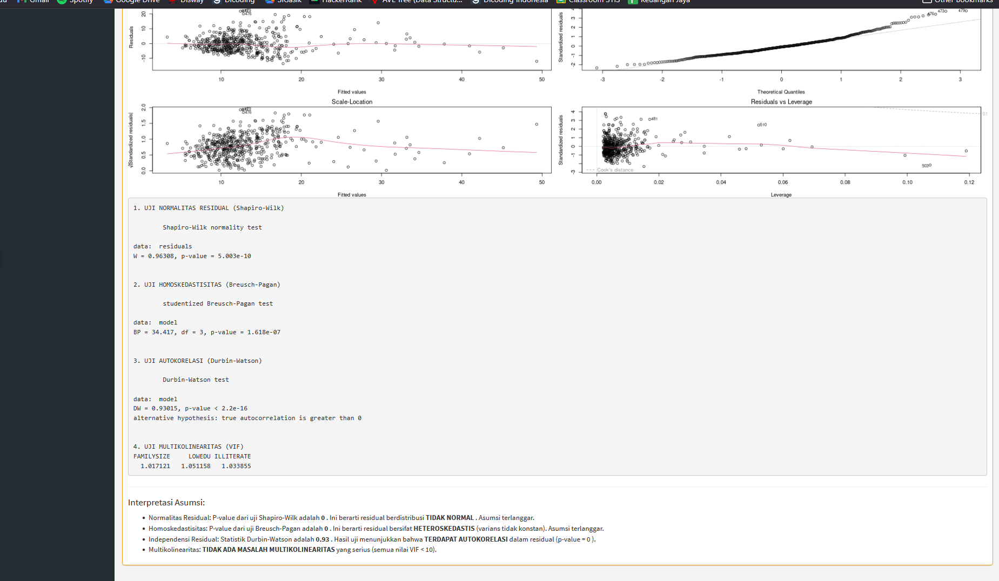 Gmail
Spotify
Google Drive
Disway
Dicoding
SiGasik
HackerRank
AVL Tree (Data Structu...
Dicoding Indonesia
Classroom STIS
Keuangan Jaya
Other Bookmarks
Residuals
-10 0 10 20
476
10 20 30 40 50
Fitted values
Standardized residuals
-2 -1 0 1 2 3
476 473 479
-3 -2 -1 0 1 2 3
Theoretical Quantiles
Scale-Location
√|Standardized residuals|
0.0 0.5 1.0 1.5 2.0
476
10 20 30 40 50
Fitted values
Residuals vs Leverage
Standardized residuals
-3 -1 0 1 2 3 4
481
510
503
0.5
Cook's distance
0.00 0.02 0.04 0.06 0.08 0.10 0.12
Leverage
1. UJI NORMALITAS RESIDUAL (Shapiro-Wilk)
Shapiro-Wilk normality test
data: residuals
W = 0.96308, p-value = 5.003e-10
2. UJI HOMOSKEDASTISITAS (Breusch-Pagan)
studentized Breusch-Pagan test
data: model
BP = 34.417, df = 3, p-value = 1.618e-07
3. UJI AUTOKORELASI (Durbin-Watson)
Durbin-Watson test
data: model
DW = 0.93015, p-value < 2.2e-16
alternative hypothesis: true autocorrelation is greater than 0
4. UJI MULTIKOLINEARITAS (VIF)
FAMILYSIZE LOWEDU ILLITERATE
1.017121 1.051158 1.033855
Interpretasi Asumsi:
• Normalitas Residual: P-value dari uji Shapiro-Wilk adalah 0 . Ini berarti residual berdistribusi TIDAK NORMAL . Asumsi terlanggar.
• Homoskedastisitas: P-value dari uji Breusch-Pagan adalah 0 . Ini berarti residual bersifat HETEROSKEDASTIS (varians tidak konstan). Asumsi terlanggar.
• Independensi Residual: Statistik Durbin-Watson adalah 0.93 . Hasil uji menunjukkan bahwa TERDAPAT AUTOKORELASI dalam residual (p-value = 0 ).
• Multikolinearitas: TIDAK ADA MASALAH MULTIKOLINEARITAS yang serius (semua nilai VIF < 10).